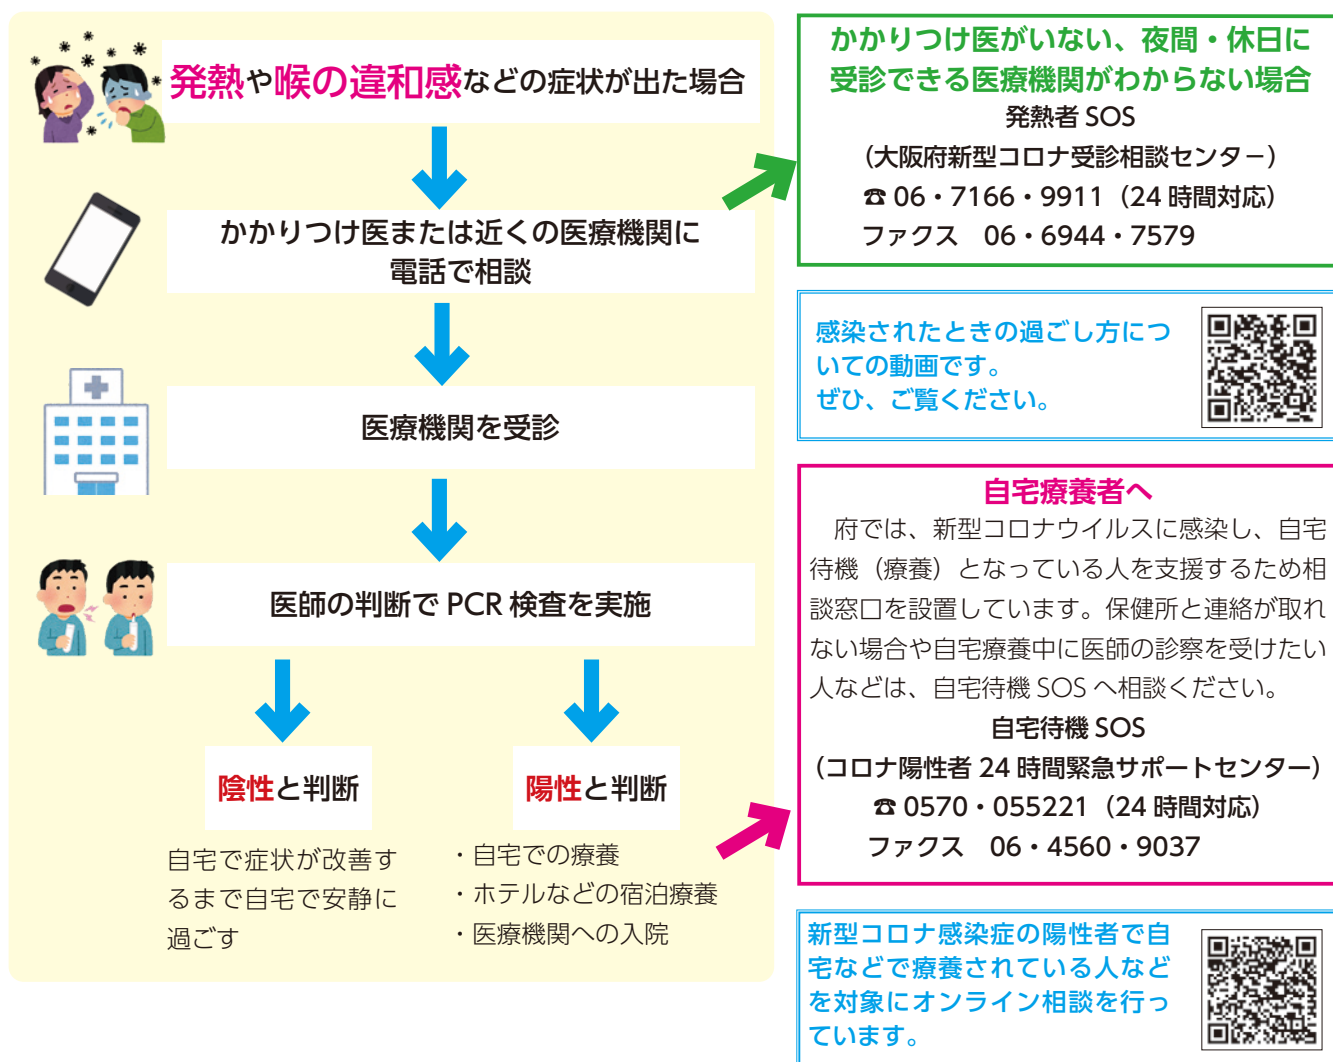 発熱や喉の違和感などの症状が出た場合
かかりつけ医または近くの医療機関に
電話で相談
医療機関を受診
医師の判断で PCR 検査を実施
陰性と判断
自宅で症状が改善す
るまで自宅で安静に
過ごす
陽性と判断
・自宅での療養
・ホテルなどの宿泊療養
・医療機関への入院
かかりつけ医がいない、夜間・休日に
受診できる医療機関がわからない場合
発熱者 SOS
（大阪府新型コロナ受診相談センター）
☎ 06・7166・9911（24 時間対応）
ファクス　06・6944・7579
感染されたときの過ごし方につ
いての動画です。
ぜひ、ご覧ください。
自宅療養者へ
　府では、新型コロナウイルスに感染し、自宅
待機（療養）となっている人を支援するため相
談窓口を設置しています。保健所と連絡が取れ
ない場合や自宅療養中に医師の診察を受けたい
人などは、自宅待機 SOS へ相談ください。
自宅待機 SOS
（コロナ陽性者 24 時間緊急サポートセンター）
☎ 0570・055221（24 時間対応）
ファクス　06・4560・9037
新型コロナ感染症の陽性者で自
宅などで療養されている人など
を対象にオンライン相談を行っ
ています。